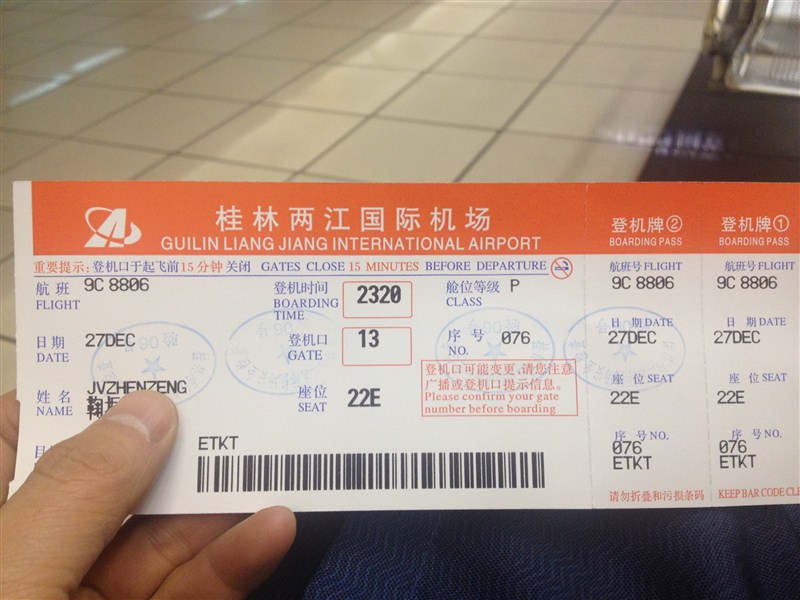 桂林两江国际机场
GUILIN LIANG JIANG INTERNATIONAL AIRPORT
重要提示:登机口于起飞前15分钟关闭 GATES CLOSE 15 MINUTES BEFORE DEPARTURE
航班 9C 8806
FLIGHT
登机时间 2320
BOARDING
TIME
舱位等级 P
CLASS
日期 27DEC
DATE
登机口 13
GATE
序号 076
NO.
姓名 JVZHENZENG
NAME 鞠
座位 22E
SEAT
登机口可能变更,请您注意
广播或登机口提示信息。
Please confirm your gate
number before boarding
ETKT
登机牌②
BOARDING PASS
航班号 FLIGHT
9C 8806
日期 DATE
27DEC
座位 SEAT
22E
序号 NO.
076
ETKT
请勿折叠和污损条码
登机牌①
BOARDING PASS
航班号 FLIGHT
9C 8806
日期 DATE
27DEC
座位 SEAT
22E
序号 NO.
076
ETKT
KEEP BAR CODE